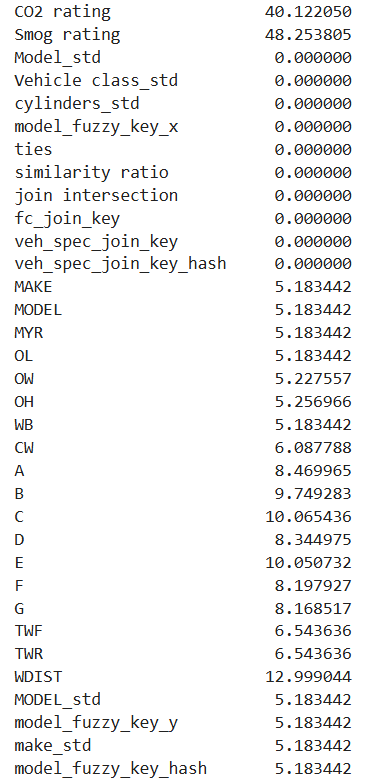 CO2 rating 40.122050
Smog rating 48.253805
Model_std 0.000000
Vehicle class_std 0.000000
cylinders_std 0.000000
model_fuzzy_key_x 0.000000
ties 0.000000
similarity ratio 0.000000
join intersection 0.000000
fc_join_key 0.000000
veh_spec_join_key 0.000000
veh_spec_join_key_hash 0.000000
MAKE 5.183442
MODEL 5.183442
MYR 5.183442
OL 5.183442
OW 5.227557
OH 5.256966
WB 5.183442
CW 6.087788
A 8.469965
B 9.749283
C 10.065436
D 8.344975
E 10.050732
F 8.197927
G 8.168517
TWF 6.543636
TWR 6.543636
WDIST 12.999044
MODEL_std 5.183442
model_fuzzy_key_y 5.183442
make_std 5.183442
model_fuzzy_key_hash 5.183442